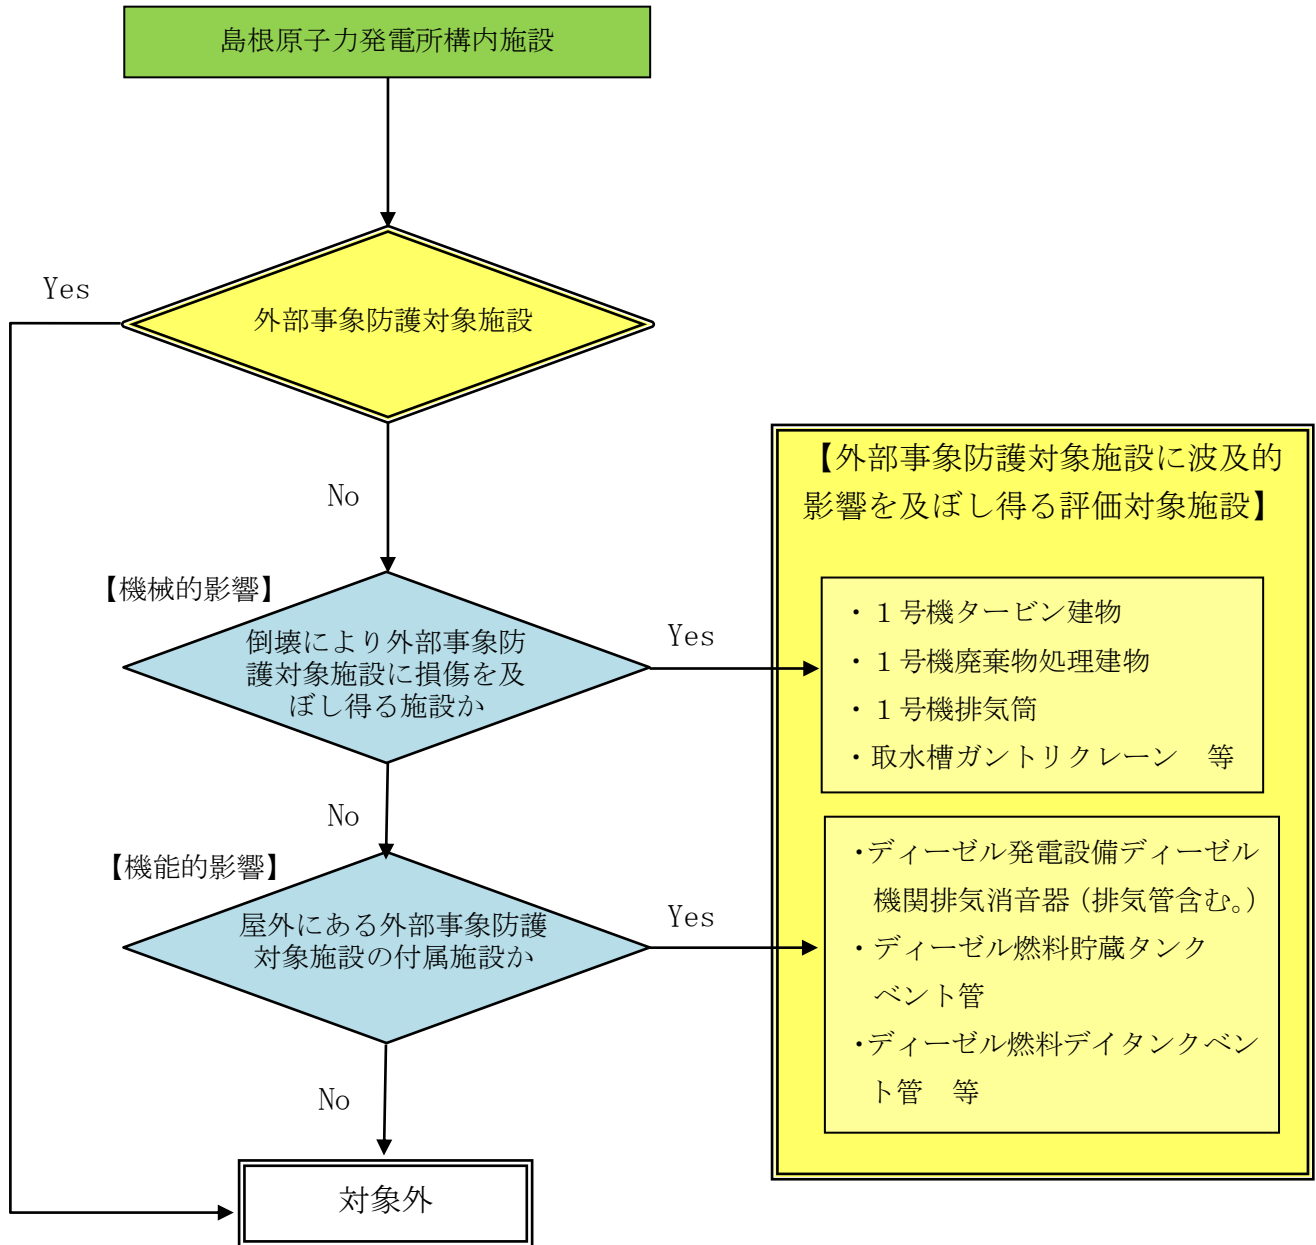 島根原子力発電所構内施設
Yes
外部事象防護対象施設
No
【機械的影響】
倒壊により外部事象防
護対象施設に損傷を及
ぼし得る施設か
Yes
No
【機能的影響】
屋外にある外部事象防護
対象施設の付属施設か
Yes
No
対象外
【外部事象防護対象施設に波及的
影響を及ぼし得る評価対象施設】
・１号機タービン建物
・１号機廃棄物処理建物
・１号機排気筒
・取水槽ガントリクレーン　等
・ディーゼル発電設備ディーゼル
機関排気消音器（排気管含む。）
・ディーゼル燃料貯蔵タンク
ベント管
・ディーゼル燃料デイタンクベン
ト管　等